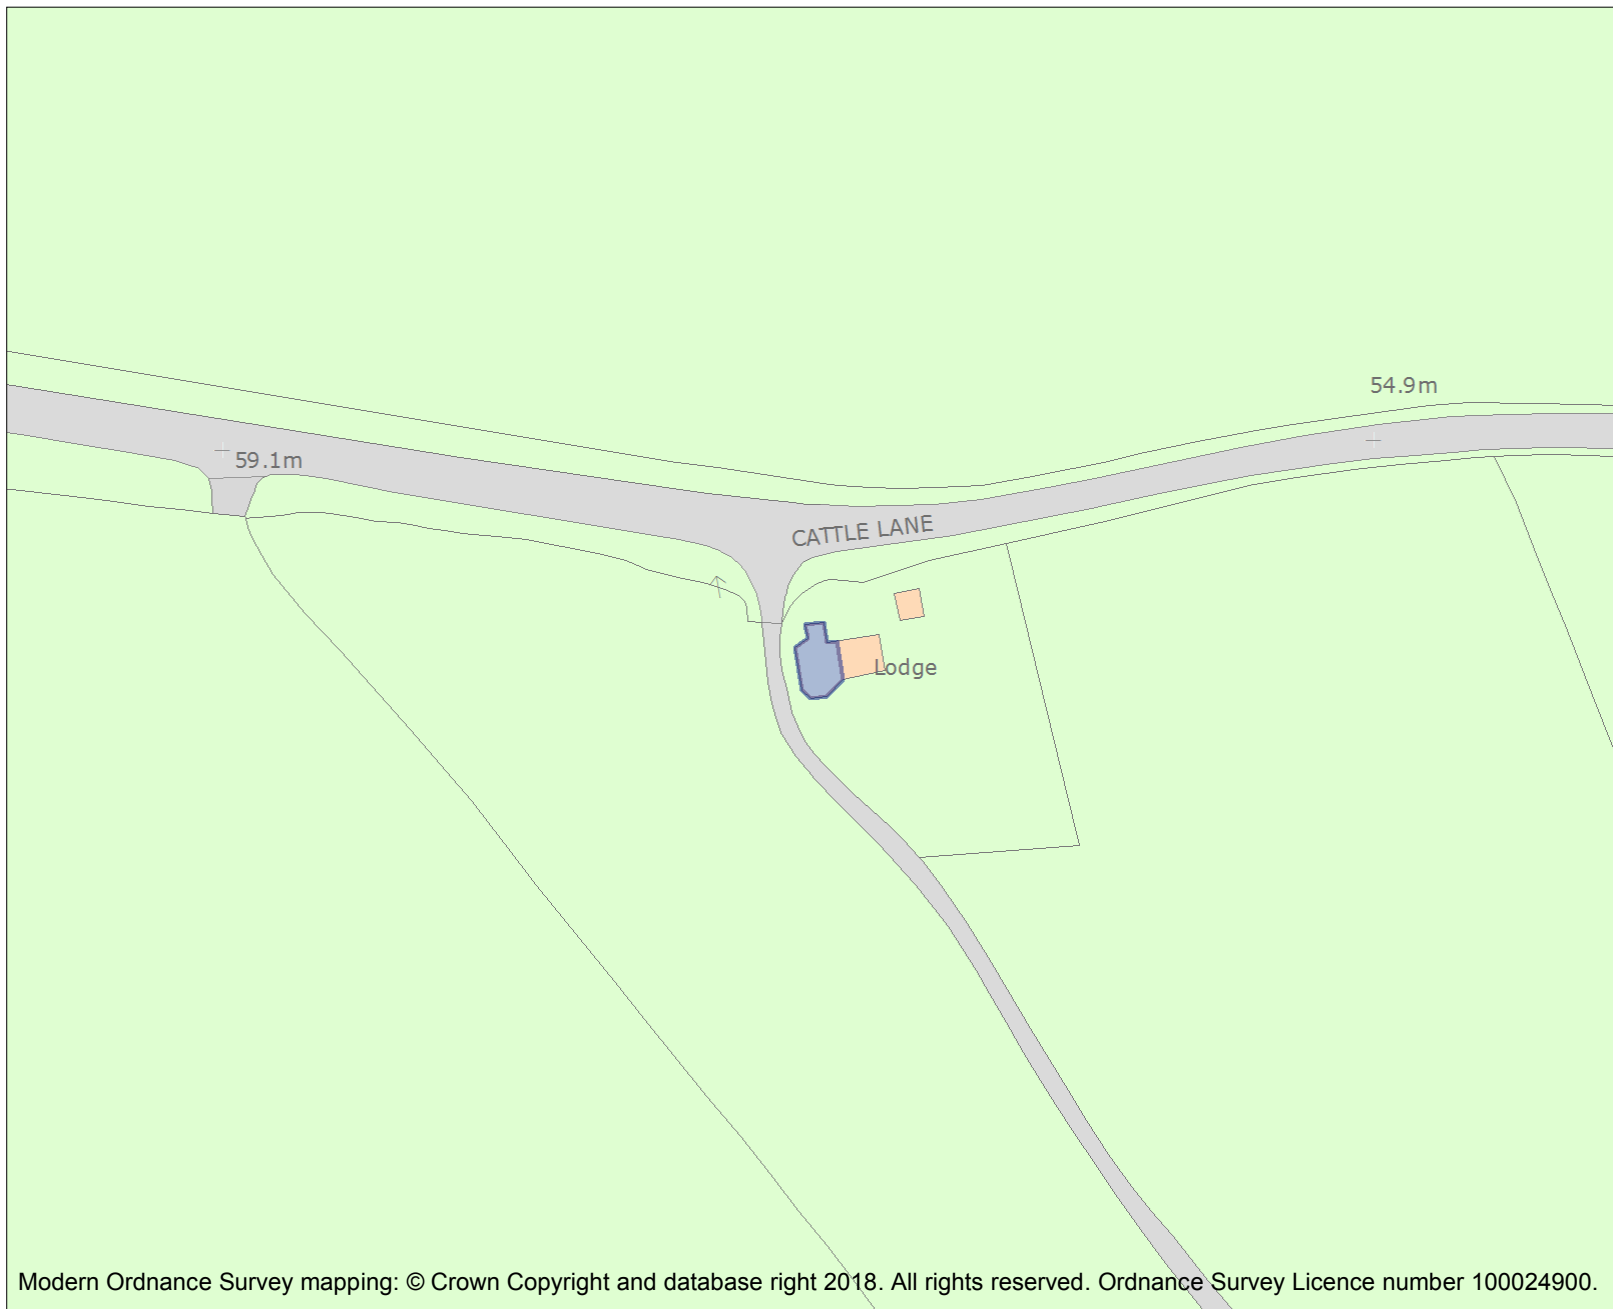 54.9m
59.1m
CATTLE LANE
Lodge
Modern Ordnance Survey mapping: © Crown Copyright and database right 2018. All rights reserved. Ordnance Survey Licence number 100024900.